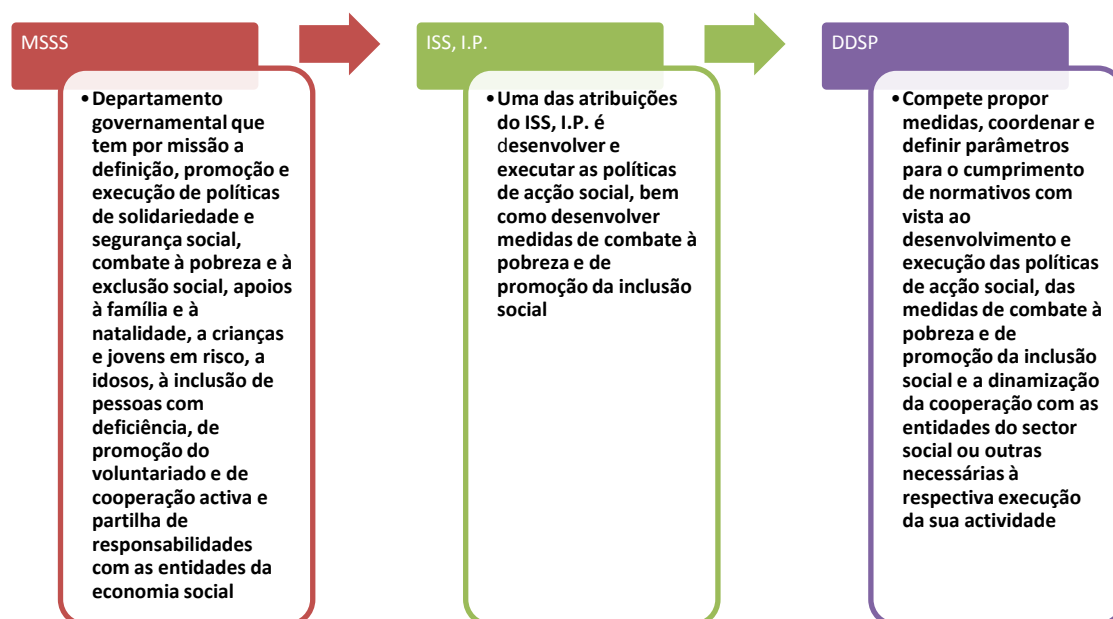 MSSS
•Departamento
governamental que
tem por missão a
definição, promoção e
execução de políticas
de solidariedade e
segurança social,
combate à pobreza e à
exclusão social, apoios
à família e à
natalidade, a crianças
e jovens em risco, a
idosos, à inclusão de
pessoas com
deficiência, de
promoção do
voluntariado e de
cooperação activa e
partilha de
responsabilidades
com as entidades da
economia social
ISS, I.P.
•Uma das atribuições
do ISS, I.P. é
desenvolver e
executar as políticas
de acção social, bem
como desenvolver
medidas de combate à
pobreza e de
promoção da inclusão
social
DDSP
•Compete propor
medidas, coordenar e
definir parâmetros
para o cumprimento
de normativos com
vista ao
desenvolvimento e
execução das políticas
de acção social, das
medidas de combate à
pobreza e de
promoção da inclusão
social e a dinamização
da cooperação com as
entidades do sector
social ou outras
necessárias à
respectiva execução
da sua actividade